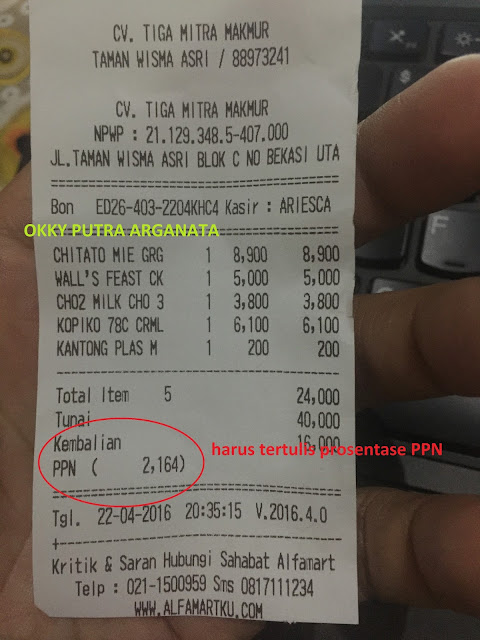 CV. TIGA MITRA MAKMUR
TAMAN WISMA ASRI / 88973241
CV. TIGA MITRA MAKMUR
NPWP : 21.129.348.5-407.000
JL.TAMAN WISMA ASRI BLOK C NO BEKASI UTA
Bon ED26-403-2204KHC4 Kasir : ARIESCA
OKKY PUTRA ARGANATA
CHITATO MIE GRG 1 8,900 8,900
WALL'S FEAST CK 1 5,000 5,000
CHO2 MILK CHO 3 1 3,800 3,800
KOPIKO 78C CRML 1 6,100 6,100
KANTONG PLAS M 1 200 200
Total Item 5 24,000
Tunai 40,000
Kembalian 16,000
harus tertulis prosentase PPN
PPN ( 2,164)
Tgl. 22-04-2016 20:35:15 V.2016.4.0
Kritik & Saran Hubungi Sahabat Alfamart
Telp : 021-1500959 Sms 0817111234
WWW.ALFAMARTKU.COM
$
F